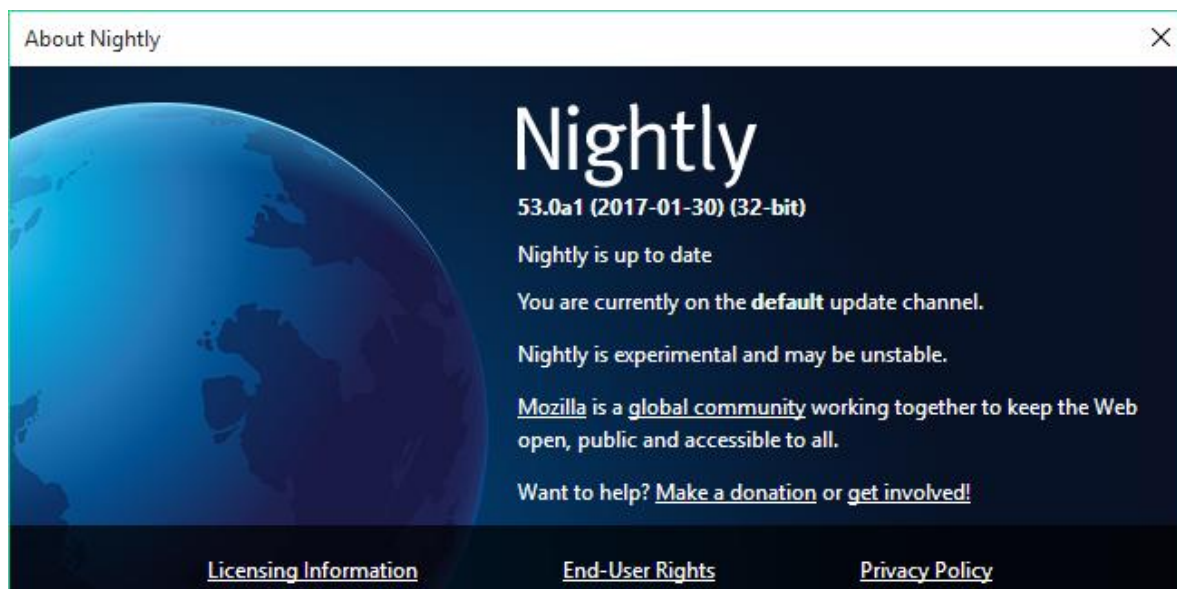 About Nightly
Nightly
53.0a1 (2017-01-30) (32-bit)
Nightly is up to date
You are currently on the default update channel.
Nightly is experimental and may be unstable.
Mozilla is a global community working together to keep the Web
open, public and accessible to all.
Want to help? Make a donation or get involved!
Licensing Information End-User Rights Privacy Policy